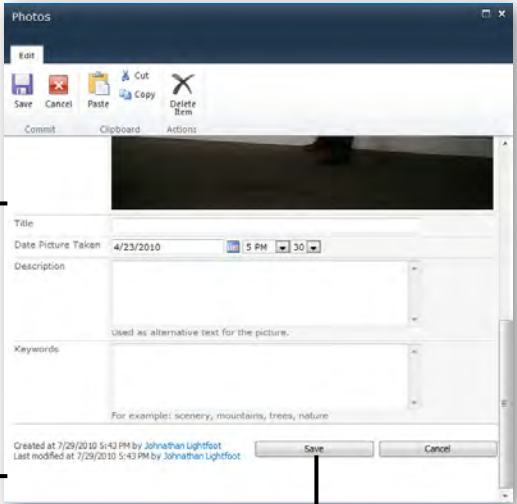 Photos
Edit
Save
Cancel
Paste
Cut
Copy
Delete Item
Commit
Clipboard
Actions
Title
Date Picture Taken 4/23/2010 5 PM 30
Description
Used as alternative text for the picture.
Keywords
For example: scenery, mountains, trees, nature
Created at 7/29/2010 5:43 PM by Johnathan Lightfoot
Last modified at 7/29/2010 5:43 PM by Johnathan Lightfoot
Save
Cancel